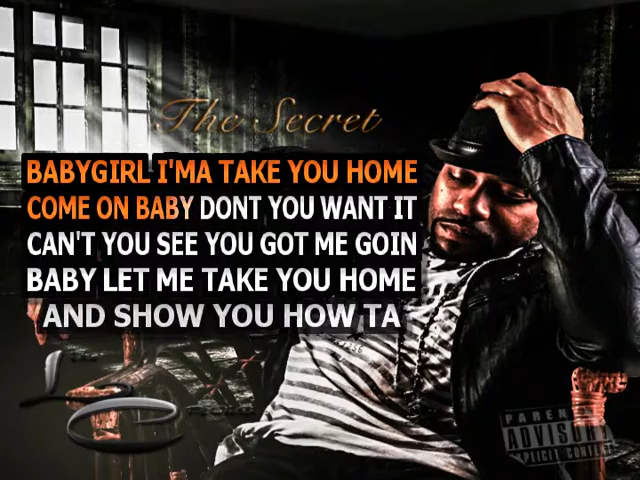 The Secret
BABYGIRL I'MA TAKE YOU HOME
COME ON BABY DONT YOU WANT IT
CAN'T YOU SEE YOU GOT ME GOIN
BABY LET ME TAKE YOU HOME
AND SHOW YOU HOW TA
ADVISORY